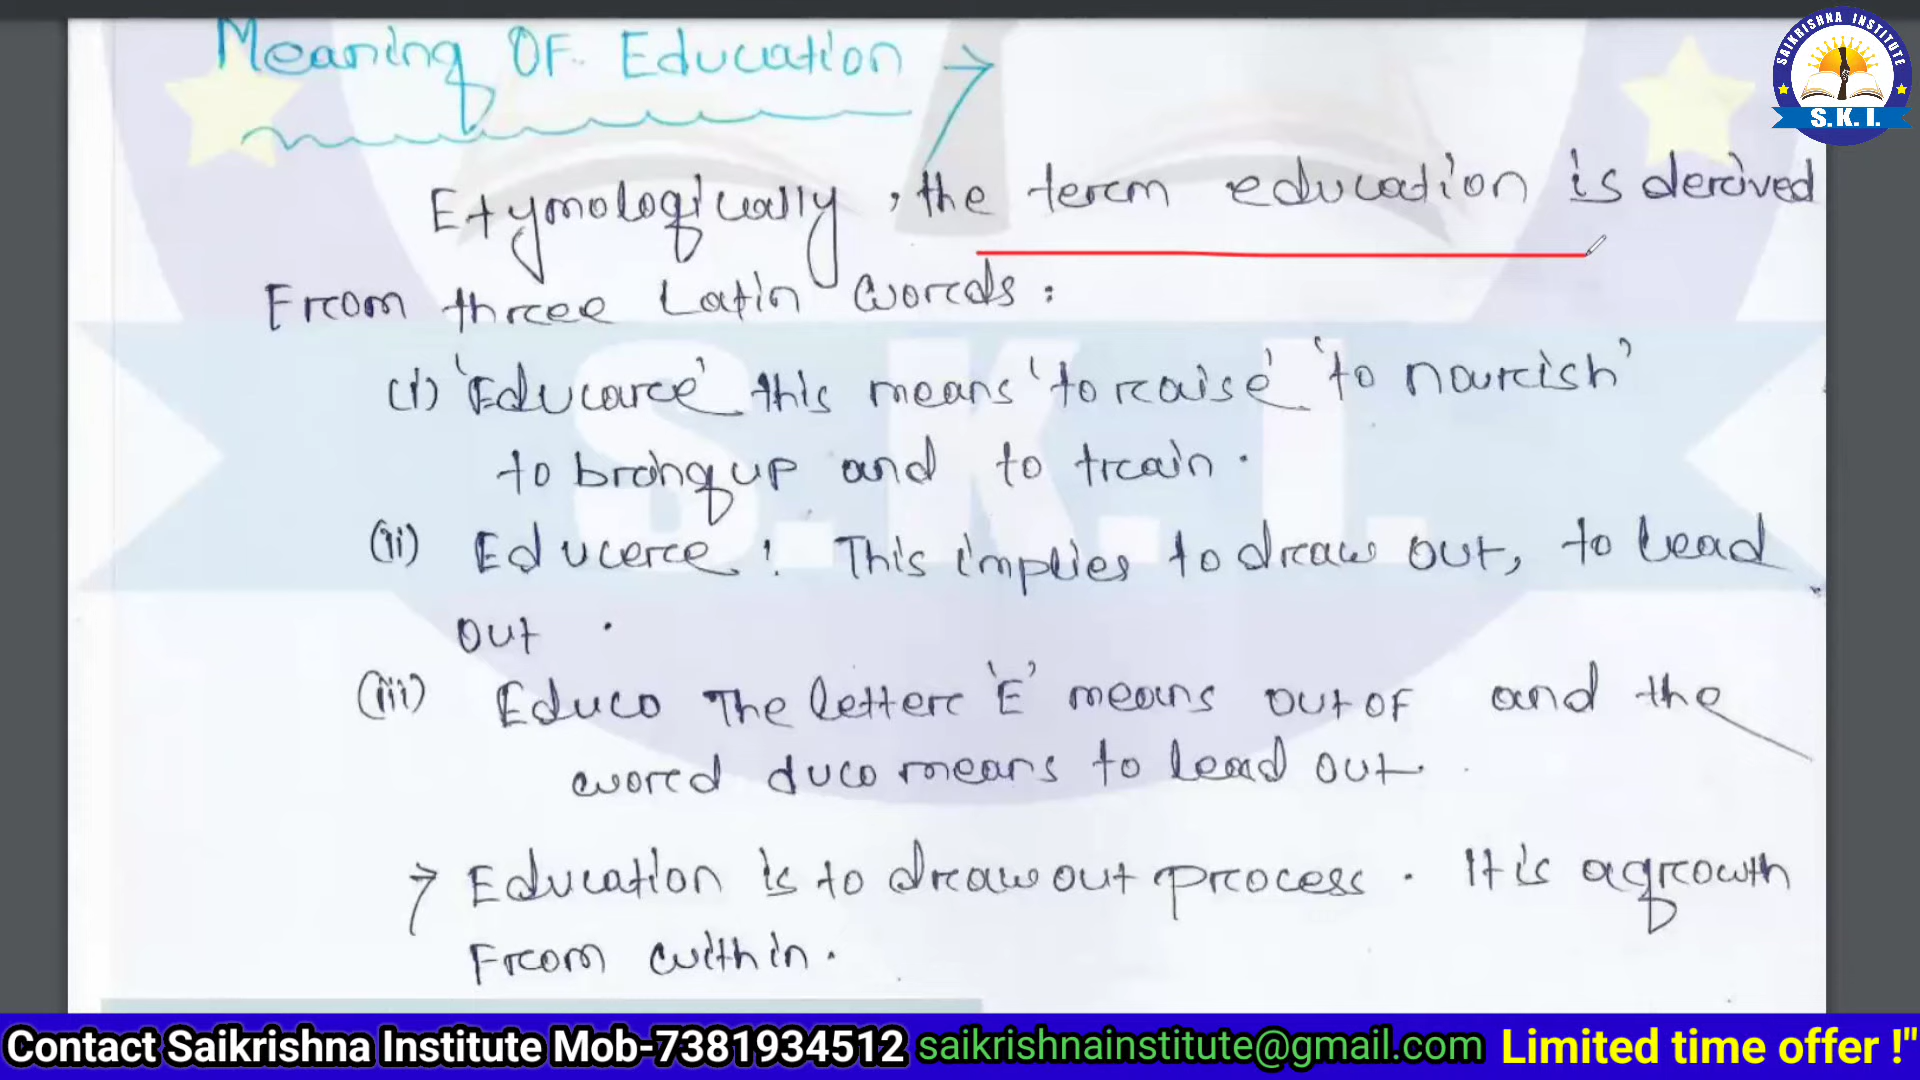 Meaning OF Education
SAIKRISHNA INSTITUTE
S.K.I.
Etymologically, the term education is derived
From three Latin words:
(i) 'Educare' this means 'to raise' 'to nourish'
to bring up and to train.
(ii) Educere: This implies to draw out, to lead
out.
(iii) Educo The letter 'E' means out OF and the
word duco means to lead out.
Education is to draw out process. It is a growth
From within.
S.K.I.
Contact Saikrishna Institute Mob-7381934512 saikrishnainstitute@gmail.com Limited time offer !"